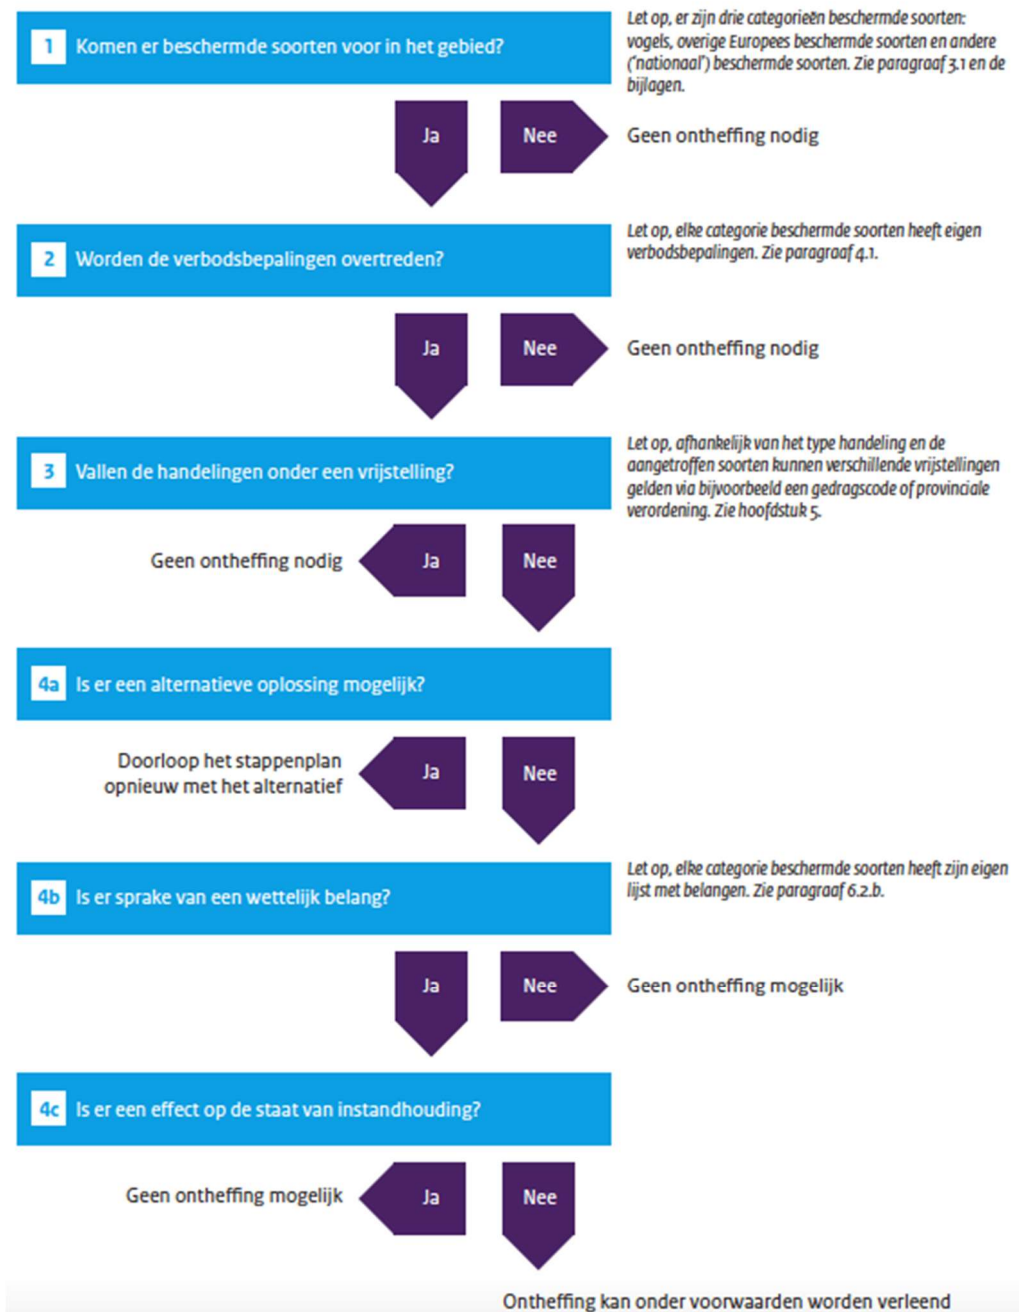 1 Komen er beschermde soorten voor in het gebied?
Let op, er zijn drie categorieën beschermde soorten:
vogels, overige Europees beschermde soorten en andere
('nationaal') beschermde soorten. Zie paragraaf 3.1 en de
bijlagen.
Ja
Nee
Geen ontheffing nodig
2 Worden de verbodsbepalingen overtreden?
Let op, elke categorie beschermde soorten heeft eigen
verbodsbepalingen. Zie paragraaf 4.1.
Ja
Nee
Geen ontheffing nodig
3 Vallen de handelingen onder een vrijstelling?
Let op, afhankelijk van het type handeling en de
aangetroffen soorten kunnen verschillende vrijstellingen
gelden via bijvoorbeeld een gedragscode of provinciale
verordening. Zie hoofdstuk 5.
Geen ontheffing nodig
Ja
Nee
4a Is er een alternatieve oplossing mogelijk?
Doorloop het stappenplan
opnieuw met het alternatief
Ja
Nee
4b Is er sprake van een wettelijk belang?
Let op, elke categorie beschermde soorten heeft zijn eigen
lijst met belangen. Zie paragraaf 6.2.b.
Ja
Nee
Geen ontheffing mogelijk
4c Is er een effect op de staat van instandhouding?
Geen ontheffing mogelijk
Ja
Nee
Ontheffing kan onder voorwaarden worden verleend